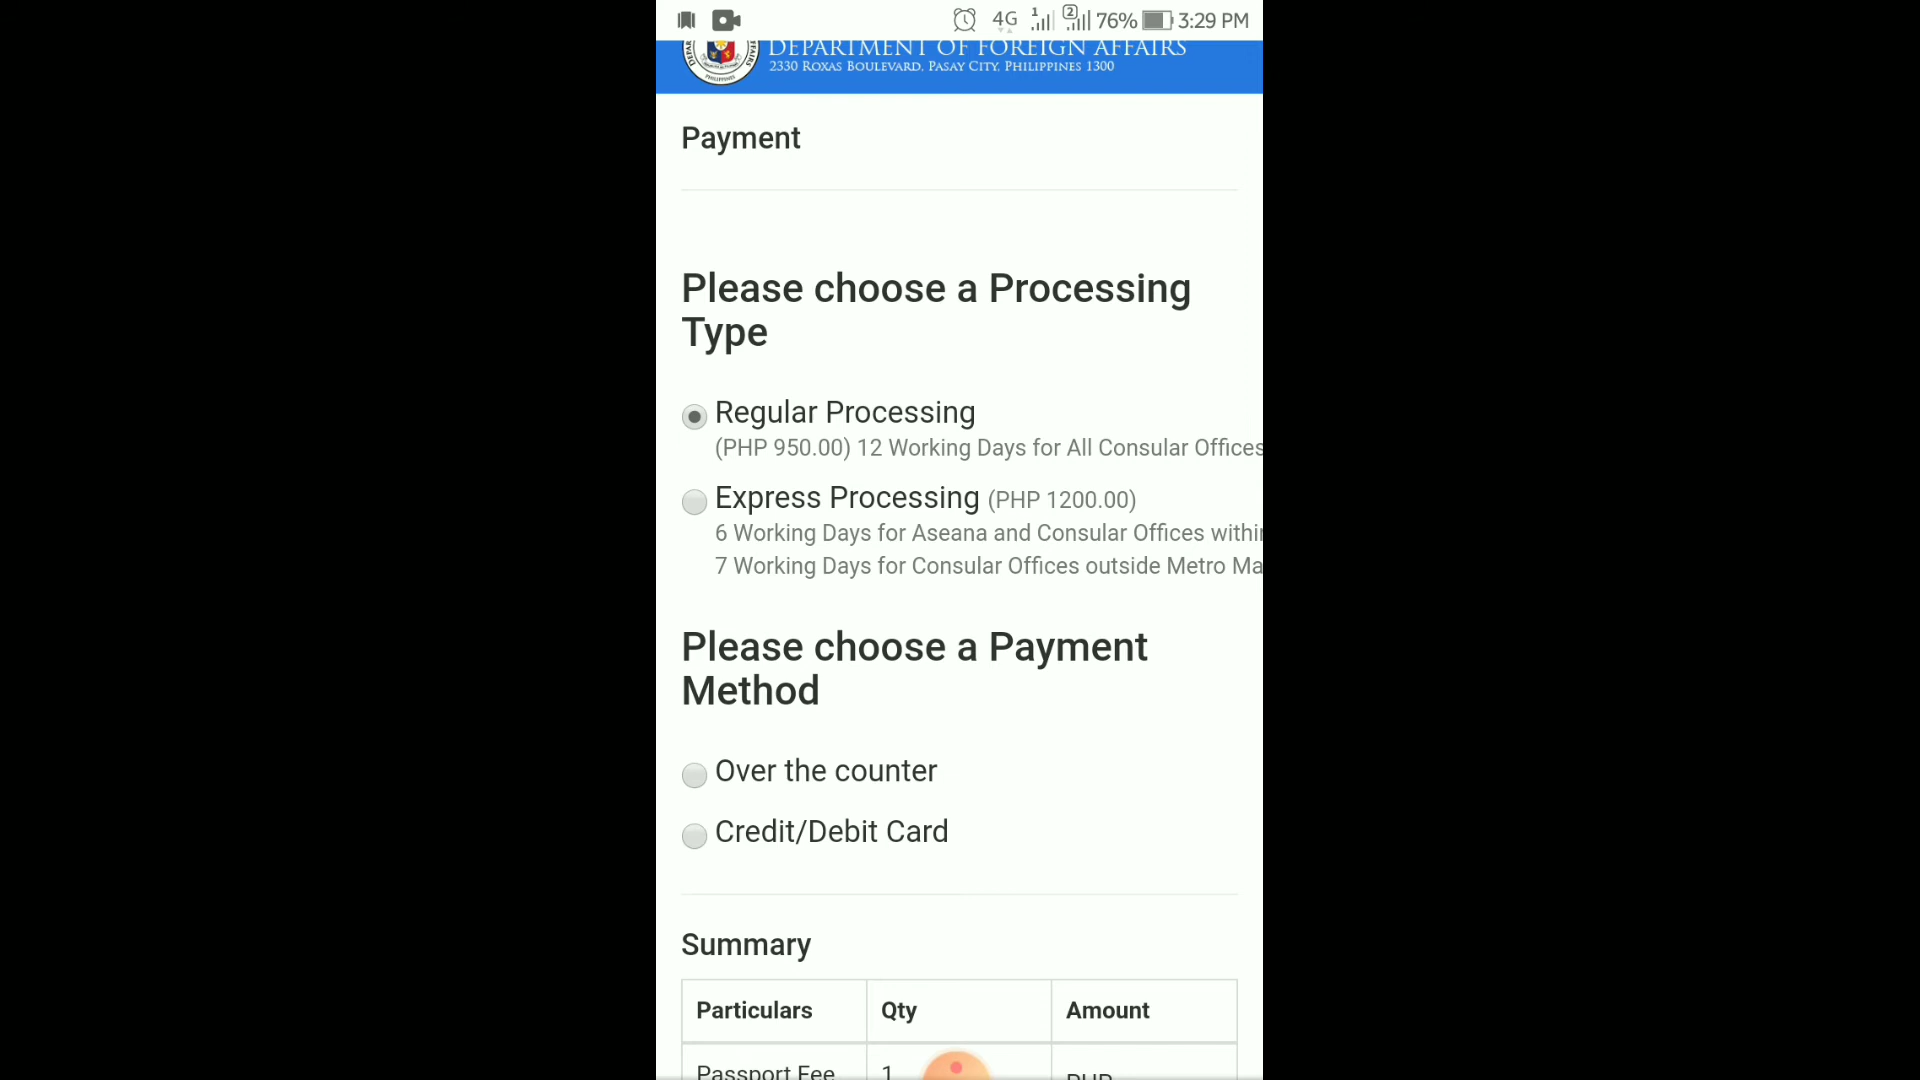 4G 1 2 76% 3:29 PM
DEPARTMENT OF FOREIGN AFFAIRS
2330 ROXAS BOULEVARD, PASAY CITY, PHILIPPINES 1300
Payment
Please choose a Processing
Type
Regular Processing
(PHP 950.00) 12 Working Days for All Consular Offices
Express Processing (PHP 1200.00)
6 Working Days for Aseana and Consular Offices within
7 Working Days for Consular Offices outside Metro Ma
Please choose a Payment
Method
Over the counter
Credit/Debit Card
Summary
Particulars Qty Amount
Passport Fee 1 PHP